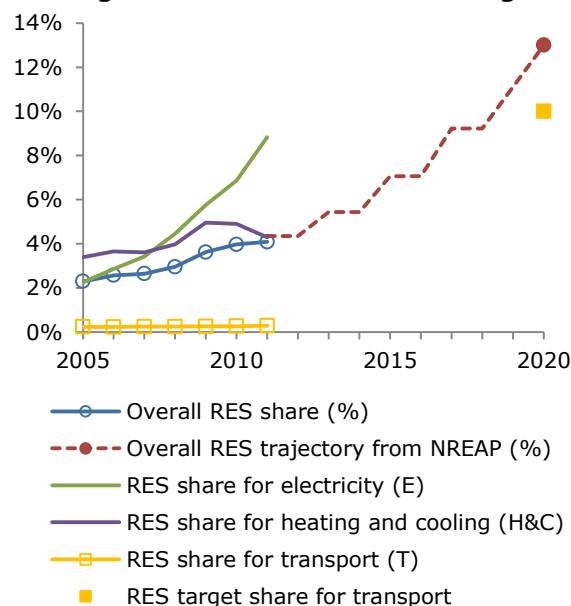 14%
12%
10%
8%
6%
4%
2%
0%
2005 2010 2015 2020
Overall RES share (%)
Overall RES trajectory from NREAP (%)
RES share for electricity (E)
RES share for heating and cooling (H&C)
RES share for transport (T)
RES target share for transport